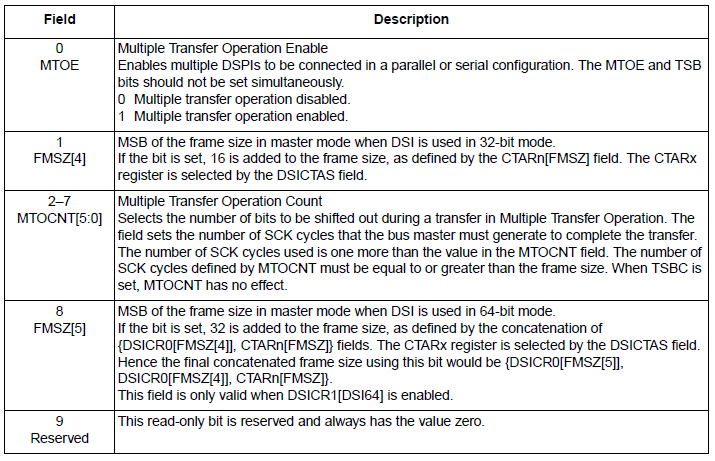 Field Description
0 Multiple Transfer Operation Enable
MTOE Enables multiple DSPIs to be connected in a parallel or serial configuration. The MTOE and TSB
bits should not be set simultaneously.
0 Multiple transfer operation disabled.
1 Multiple transfer operation enabled.
1 MSB of the frame size in master mode when DSI is used in 32-bit mode.
FMSZ[4] If the bit is set, 16 is added to the frame size, as defined by the CTARn[FMSZ] field. The CTARx
register is selected by the DSICTAS field.
2–7 Multiple Transfer Operation Count
MTOCNT[5:0] Selects the number of bits to be shifted out during a transfer in Multiple Transfer Operation. The
field sets the number of SCK cycles that the bus master must generate to complete the transfer.
The number of SCK cycles used is one more than the value in the MTOCNT field. The number of
SCK cycles defined by MTOCNT must be equal to or greater than the frame size. When TSBC is
set, MTOCNT has no effect.
8 MSB of the frame size in master mode when DSI is used in 64-bit mode.
FMSZ[5] If the bit is set, 32 is added to the frame size, as defined by the concatenation of
{DSICR0[FMSZ[4]], CTARn[FMSZ]} fields. The CTARx register is selected by the DSICTAS field.
Hence the final concatenated frame size using this bit would be {DSICR0[FMSZ[5]],
DSICR0[FMSZ[4]], CTARn[FMSZ]}.
This field is only valid when DSICR1[DSI64] is enabled.
9 This read-only bit is reserved and always has the value zero.
Reserved